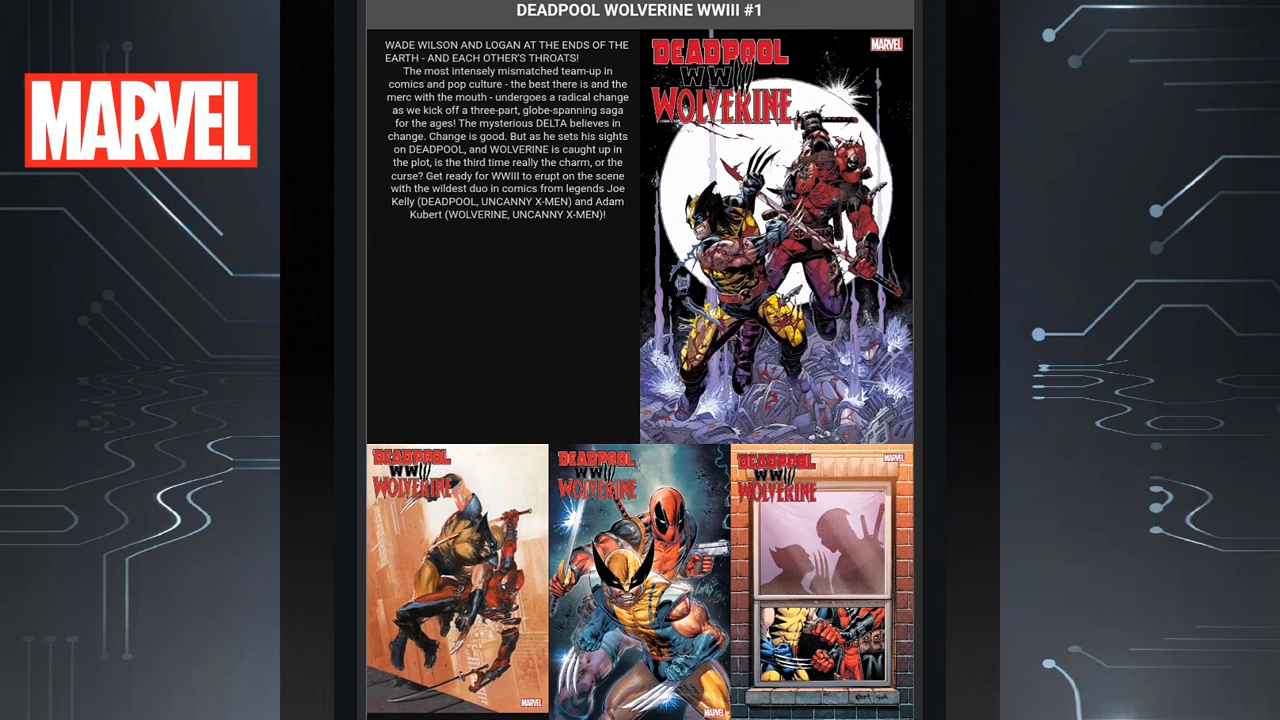 DEADPOOL WOLVERINE WWIII #1
MARVEL
WADE WILSON AND LOGAN AT THE ENDS OF THE
EARTH - AND EACH OTHER'S THROATS!
The most intensely mismatched team-up in
comics and pop culture - the best there is and the
merc with the mouth - undergoes a radical change
as we kick off a three-part, globe-spanning saga
for the ages! The mysterious DELTA believes in
change. Change is good. But as he sets his sights
on DEADPOOL, and WOLVERINE is caught up in
the plot, is the third time really the charm, or the
curse? Get ready for WWIII to erupt on the scene
with the wildest duo in comics from legends Joe
Kelly (DEADPOOL, UNCANNY X-MEN) and Adam
Kubert (WOLVERINE, UNCANNY X-MEN)!
DEADPOOL
WWIII
WOLVERINE
MARVEL
DEADPOOL
WWIII
WOLVERINE
MARVEL
DEADPOOL
WWIII
WOLVERINE
MARVEL
DEADPOOL
WWIII
WOLVERINE
MARVEL